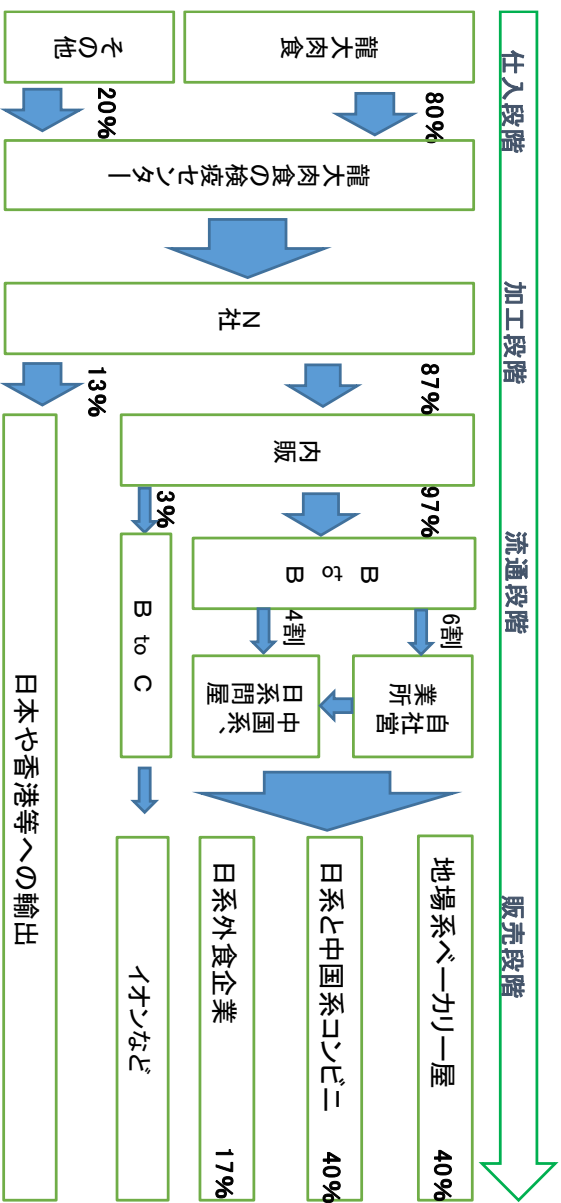 仕入段階
加工段階
流通段階
販売段階
龍大肉食
80%
その他
20%
龍大肉食の検疫センター
N社
87%
13%
内販
97%
3%
B to B
6割
4割
自社営
業所
中国系、
日系問屋
B to C
地場系ベーカリー屋
40%
日系と中国系コンビニ
40%
日系外食企業
17%
イオンなど
日本や香港等への輸出